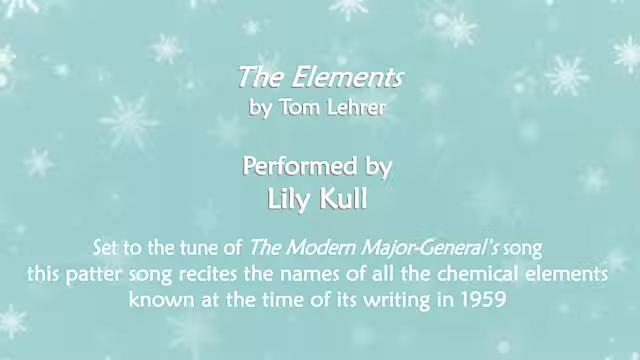 The Elements
by Tom Lehrer
Performed by
Lily Kull
Set to the tune of The Modern Major-General's song
this patter song recites the names of all the chemical elements
known at the time of its writing in 1959